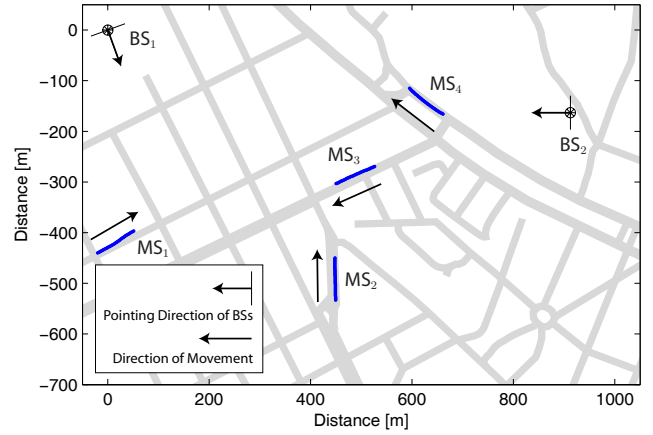 0
−100
−200
−300
−400
−500
−600
−700
Distance [m]
BS₁
MS₄
BS₂
MS₃
MS₁
MS₂
Pointing Direction of BSs
Direction of Movement
0 200 400 600 800 1000
Distance [m]